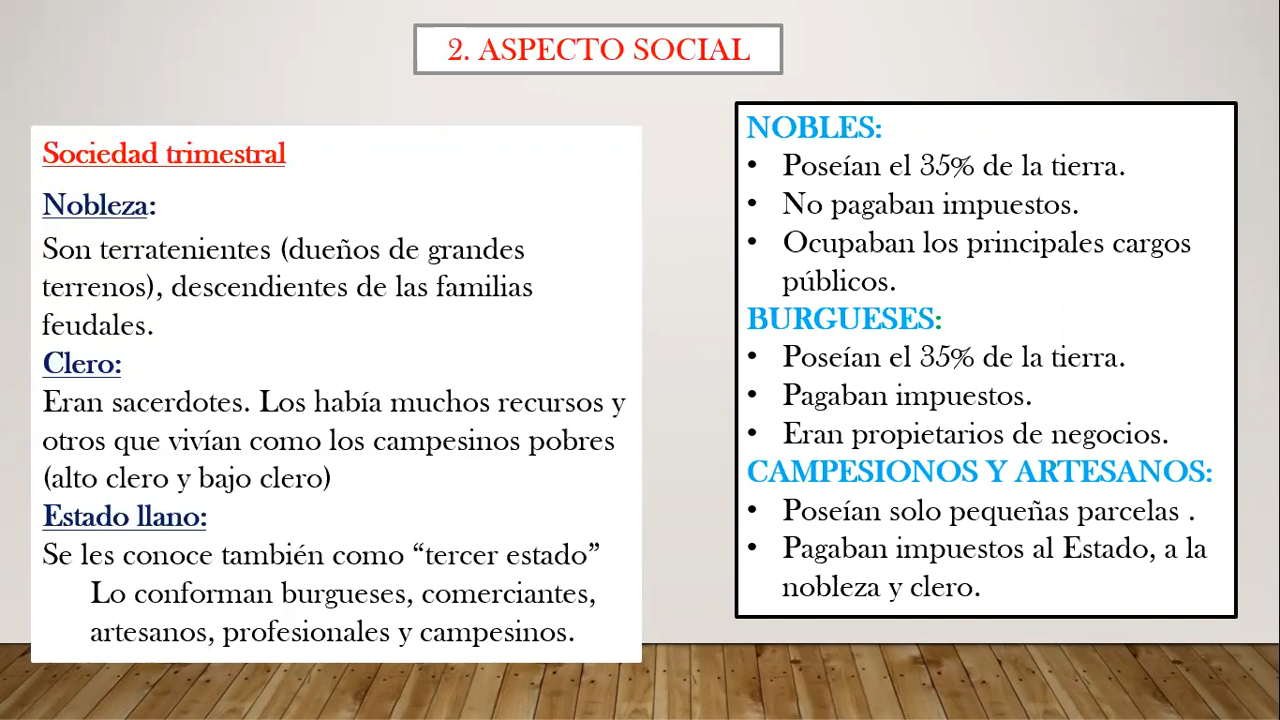 2. ASPECTO SOCIAL
Sociedad trimestral
Nobleza:
Son terratenientes (dueños de grandes
terrenos), descendientes de las familias
feudales.
Clero:
Eran sacerdotes. Los había muchos recursos y
otros que vivían como los campesinos pobres
(alto clero y bajo clero)
Estado llano:
Se les conoce también como “tercer estado”
Lo conforman burgueses, comerciantes,
artesanos, profesionales y campesinos.
NOBLES:
• Poseían el 35% de la tierra.
• No pagaban impuestos.
• Ocupaban los principales cargos
públicos.
BURGUESES:
• Poseían el 35% de la tierra.
• Pagaban impuestos.
• Eran propietarios de negocios.
CAMPESIONOS Y ARTESANOS:
• Poseían solo pequeñas parcelas .
• Pagaban impuestos al Estado, a la
nobleza y clero.